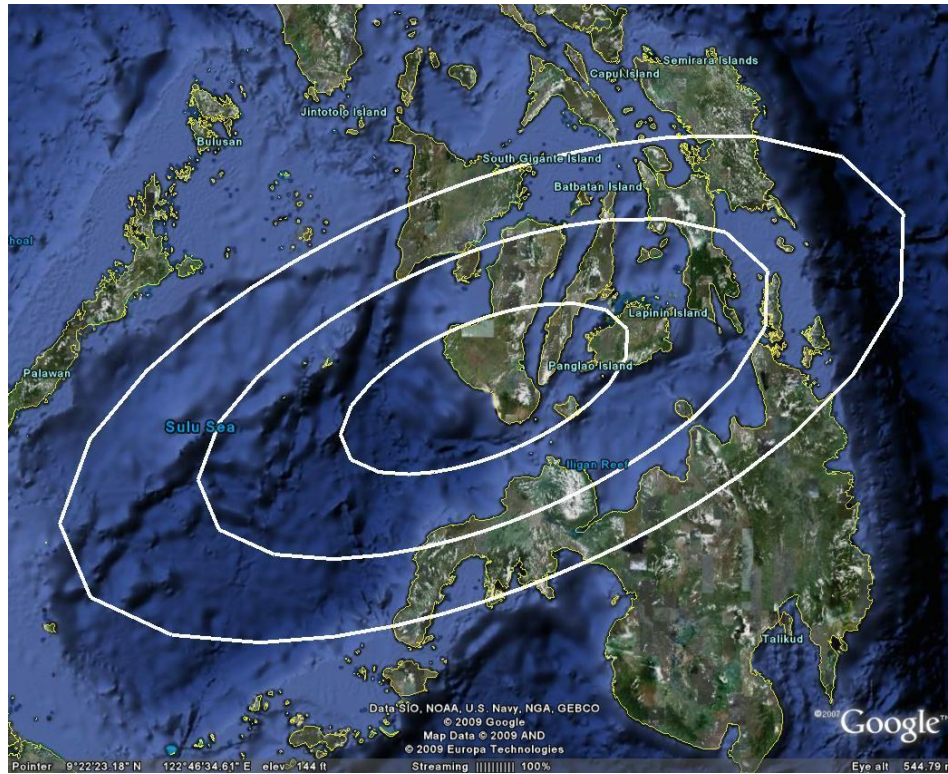 Semirara Islands
Capul Island
Jintotolo Island
Bulusan
South Gigante Island
Batbatan Island
hoal
Lapinin Island
Panglao Island
Palawan
Sulu Sea
Iligan Reef
Talikud
Data SIO, NOAA, U.S. Navy, NGA, GEBCO
© 2009 Google
Map Data © 2009 AND
© 2009 Europa Technologies
©2007 Google
Pointer 9°22'23.18" N 122°46'34.61" E elev 144 ft Streaming ||||||||| 100% Eye alt 544.79